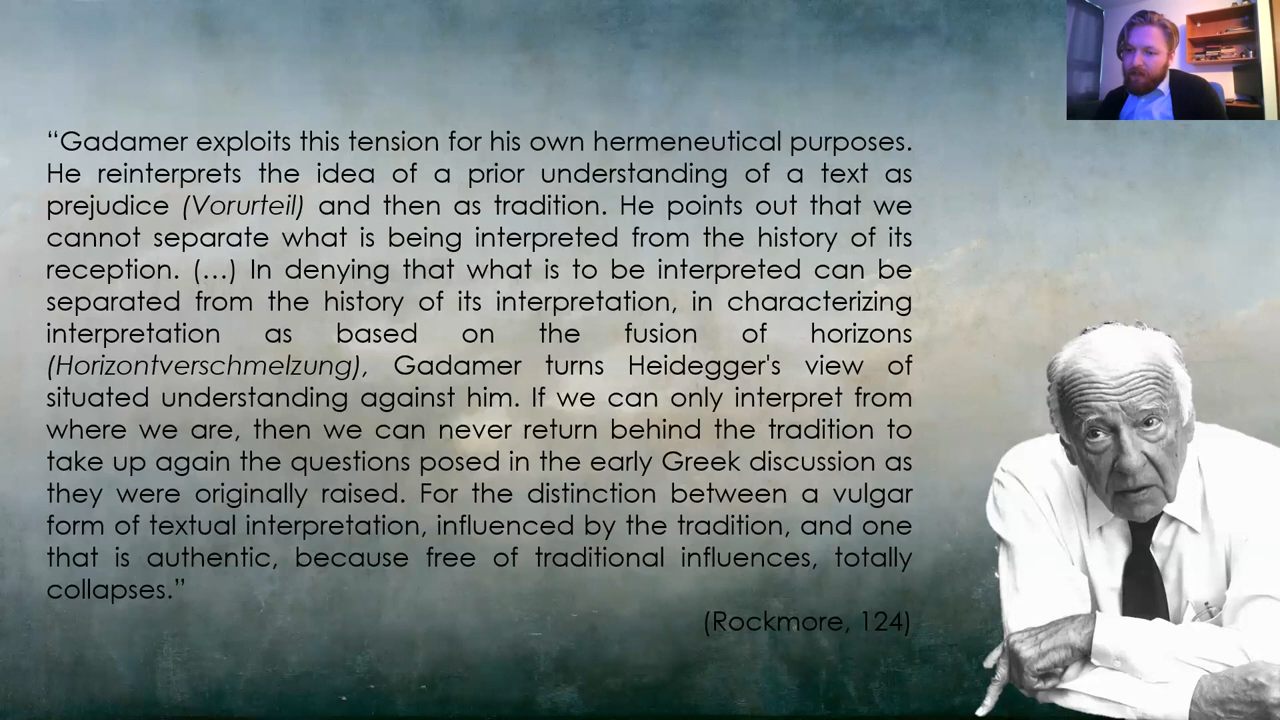 “Gadamer exploits this tension for his own hermeneutical purposes.
He reinterprets the idea of a prior understanding of a text as
prejudice (Vorurteil) and then as tradition. He points out that we
cannot separate what is being interpreted from the history of its
reception. (…) In denying that what is to be interpreted can be
separated from the history of its interpretation, in characterizing
interpretation as based on the fusion of horizons
(Horizontverschmelzung), Gadamer turns Heidegger's view of
situated understanding against him. If we can only interpret from
where we are, then we can never return behind the tradition to
take up again the questions posed in the early Greek discussion as
they were originally raised. For the distinction between a vulgar
form of textual interpretation, influenced by the tradition, and one
that is authentic, because free of traditional influences, totally
collapses.”
(Rockmore, 124)